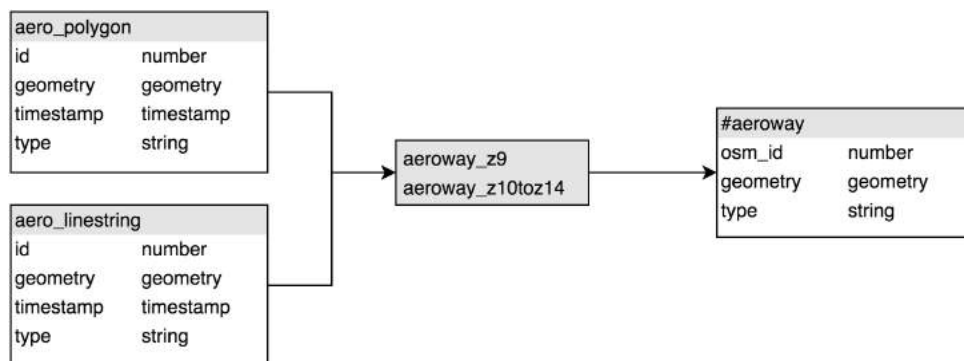 aero_polygon
id number
geometry geometry
timestamp timestamp
type string
aero_linestring
id number
geometry geometry
timestamp timestamp
type string
aeroway_z9
aeroway_z10toz14
#aeroway
osm_id number
geometry geometry
type string